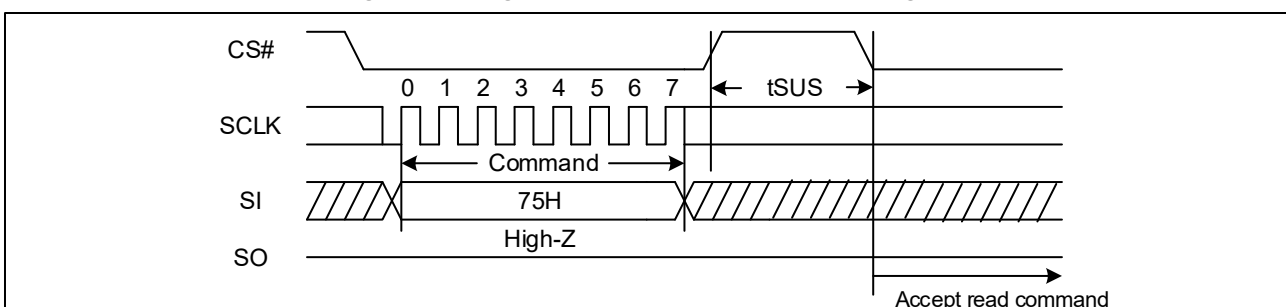 CS#
0 1 2 3 4 5 6 7
tSUS
SCLK
Command
SI
75H
High-Z
SO
Accept read command